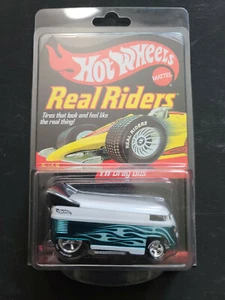 Hot Wheels
MATTEL
Real Riders
Tires that look and feel like
the real thing!
REAL RIDERS
VW Drag Bus